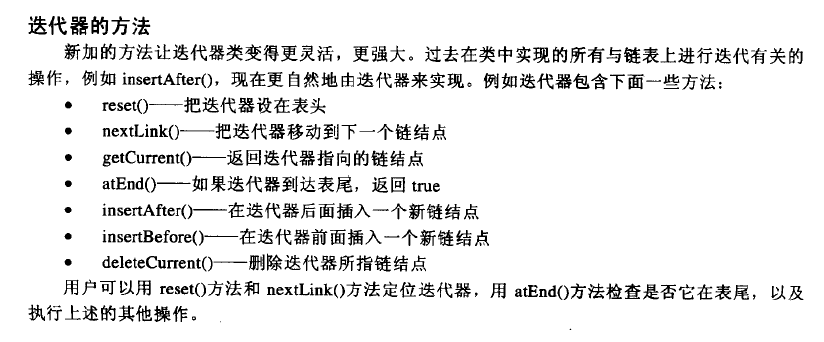 迭代器的方法
新加的方法让迭代器类变得更灵活，更强大。过去在类中实现的所有与链表上进行迭代有关的
操作，例如 insertAfter()，现在更自然地由迭代器来实现。例如迭代器包含下面一些方法：
● reset()——把迭代器设在表头
● nextLink()——把迭代器移动到下一个链结点
● getCurrent()——返回迭代器指向的链结点
● atEnd()——如果迭代器到达表尾，返回 true
● insertAfter()——在迭代器后面插入一个新链结点
● insertBefore()——在迭代器前面插入一个新链结点
● deleteCurrent()——删除迭代器所指链结点
用户可以用 reset()方法和 nextLink()方法定位迭代器，用 atEnd()方法检查是否它在表尾，以及
执行上述的其他操作。